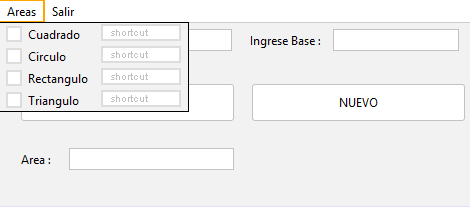 Areas Salir
Cuadrado shortcut Ingrese Base :
Circulo shortcut
Rectangulo shortcut
Triangulo shortcut NUEVO
Area :